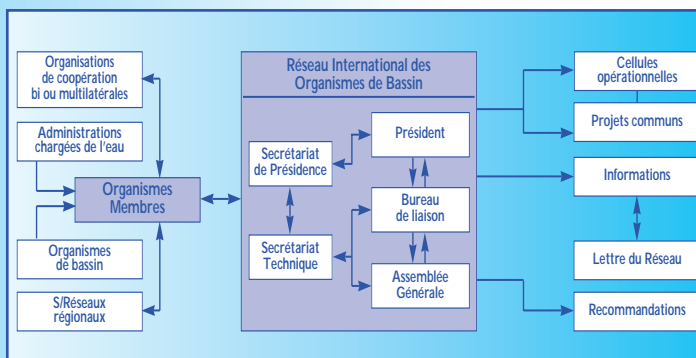 Organisations
de coopération
bi ou multilatérales
Administrations
chargées de l'eau
Organismes
Membres
Organismes
de bassin
S/Réseaux
régionaux
Réseau International des
Organismes de Bassin
Secrétariat
de Présidence
Secrétariat
Technique
Président
Bureau
de liaison
Assemblée
Générale
Cellules
opérationnelles
Projets communs
Informations
Lettre du Réseau
Recommandations